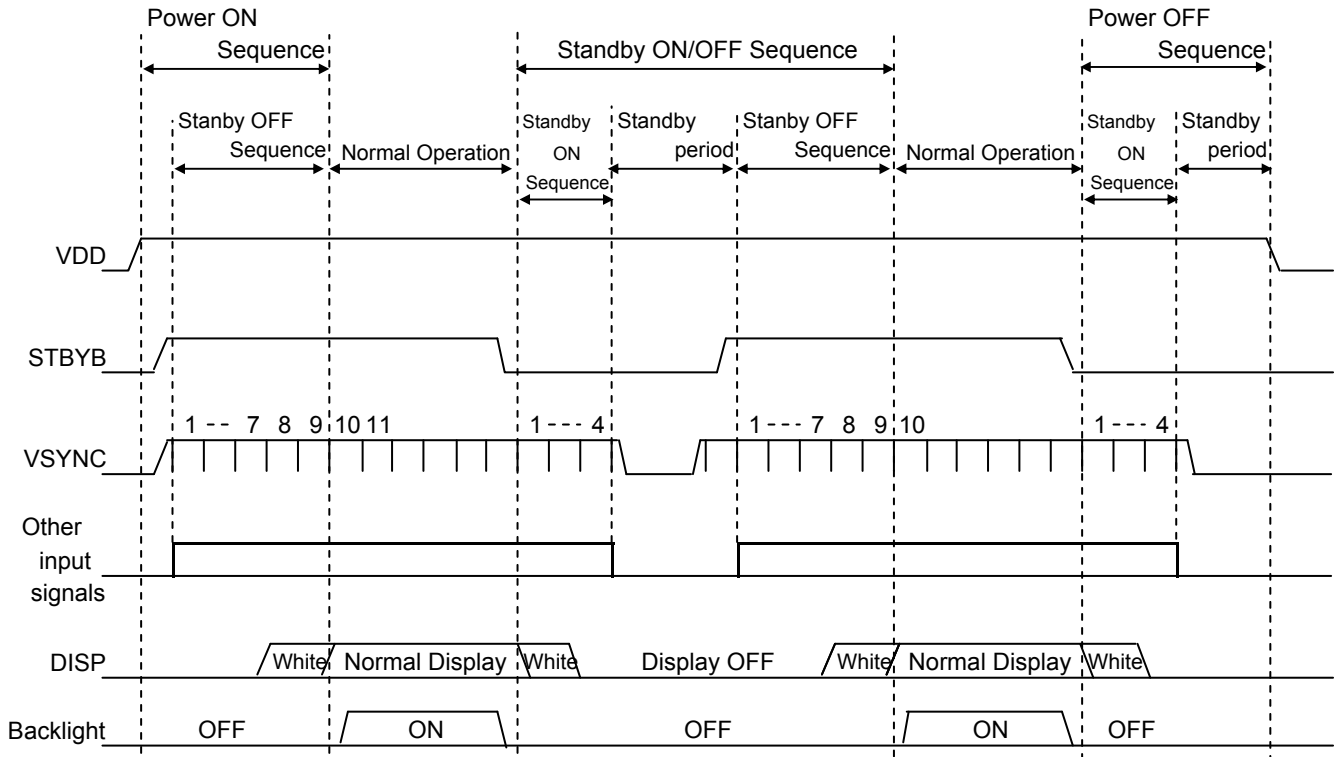 Power ON
Sequence
Standby ON/OFF Sequence
Power OFF
Sequence
Stanby OFF
Sequence
Normal Operation
Standby
ON
Sequence
Standby
period
Stanby OFF
Sequence
Normal Operation
Standby
ON
Sequence
Standby
period
VDD
STBYB
VSYNC
1 -- 7 8 9 10 11
1 --- 4
1 --- 7 8 9 10
1 --- 4
Other
input
signals
DISP
White
Normal Display
White
Display OFF
White
Normal Display
White
Backlight
OFF
ON
OFF
ON
OFF